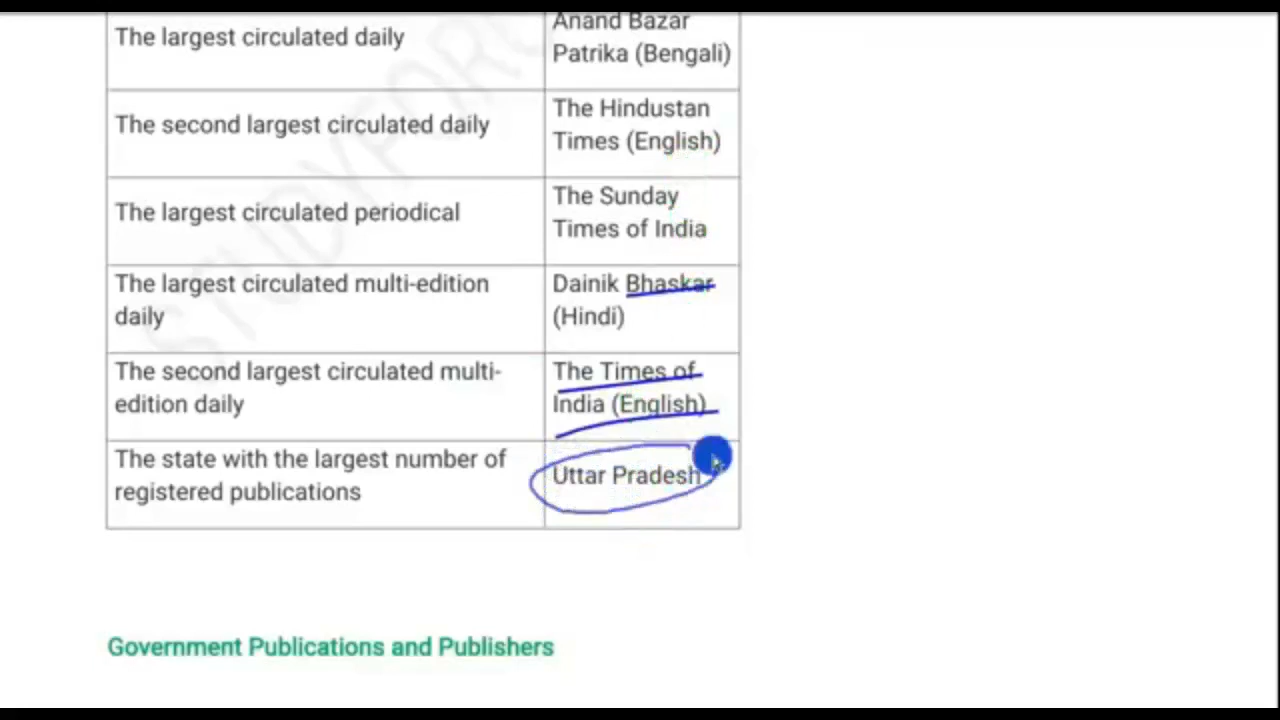 The largest circulated daily
Anand Bazar
Patrika (Bengali)
The second largest circulated daily
The Hindustan
Times (English)
The largest circulated periodical
The Sunday
Times of India
The largest circulated multi-edition
daily
Dainik Bhaskar
(Hindi)
The second largest circulated multi-
edition daily
The Times of
India (English)
The state with the largest number of
registered publications
Uttar Pradesh
Government Publications and Publishers